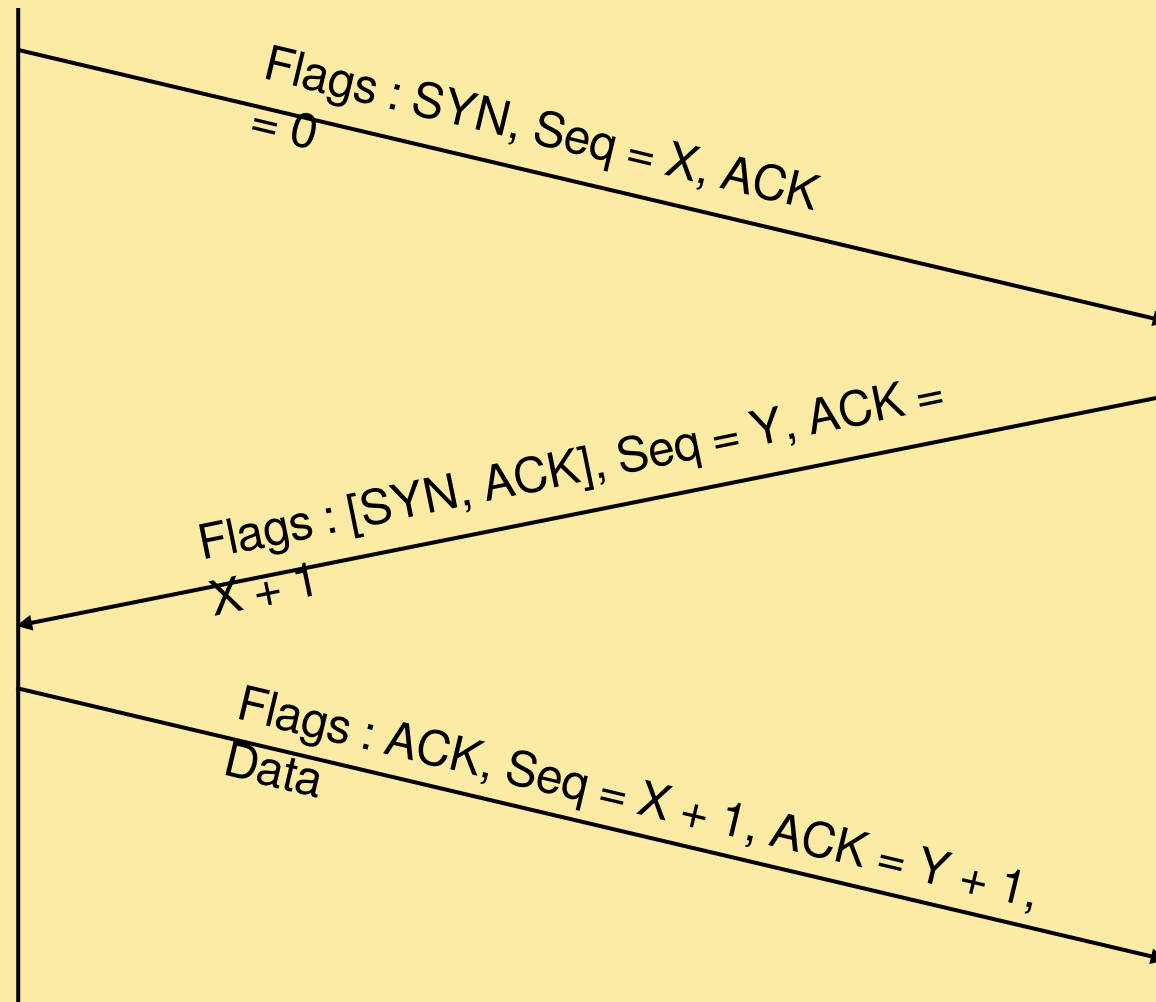 Flags : SYN, Seq = X, ACK
= 0
Flags : [SYN, ACK], Seq = Y, ACK =
X + 1
Flags : ACK, Seq = X + 1, ACK = Y + 1,
Data